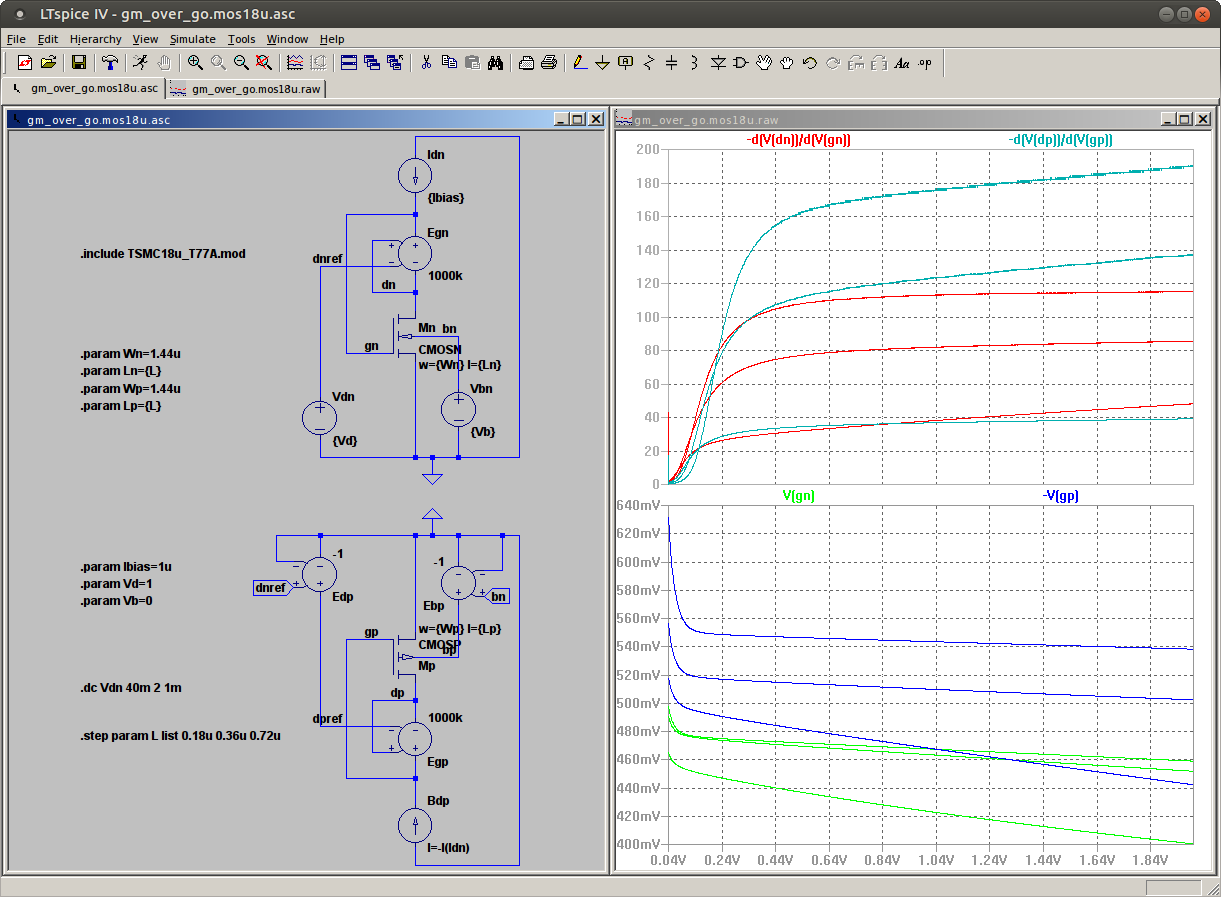 LTspice IV - gm_over_go.mos18u.asc
File Edit Hierarchy View Simulate Tools Window Help
Aa .op
gm_over_go.mos18u.asc gm_over_go.mos18u.raw
gm_over_go.mos18u.asc
Idn
{Ibias}
Egn
+ +
- -
1000k
dnref
dn
.include TSMC18u_T77A.mod
Mn bn
gn
CMOSN
w={Wn} l={Ln}
.param Wn=1.44u
.param Ln={L}
.param Wp=1.44u
.param Lp={L}
Vdn
+
-
{Vd}
Vbn
+
-
{Vb}
-1
- -
+ +
dnref
Edp
-1
- -
+ +
bn
Ebp
.param Ibias=1u
.param Vd=1
.param Vb=0
w={Wp} l={Lp}
gp
CMOSP
bp
Mp
dp
.dc Vdn 40m 2 1m
dpref
1000k
- -
+ +
Egp
.step param L list 0.18u 0.36u 0.72u
Bdp
I=-I(Idn)
gm_over_go.mos18u.raw
-d(V(dn))/d(V(gn)) -d(V(dp))/d(V(gp))
200
180
160
140
120
100
80
60
40
20
0
V(gn) -V(gp)
640mV
620mV
600mV
580mV
560mV
540mV
520mV
500mV
480mV
460mV
440mV
420mV
400mV
0.04V 0.24V 0.44V 0.64V 0.84V 1.04V 1.24V 1.44V 1.64V 1.84V